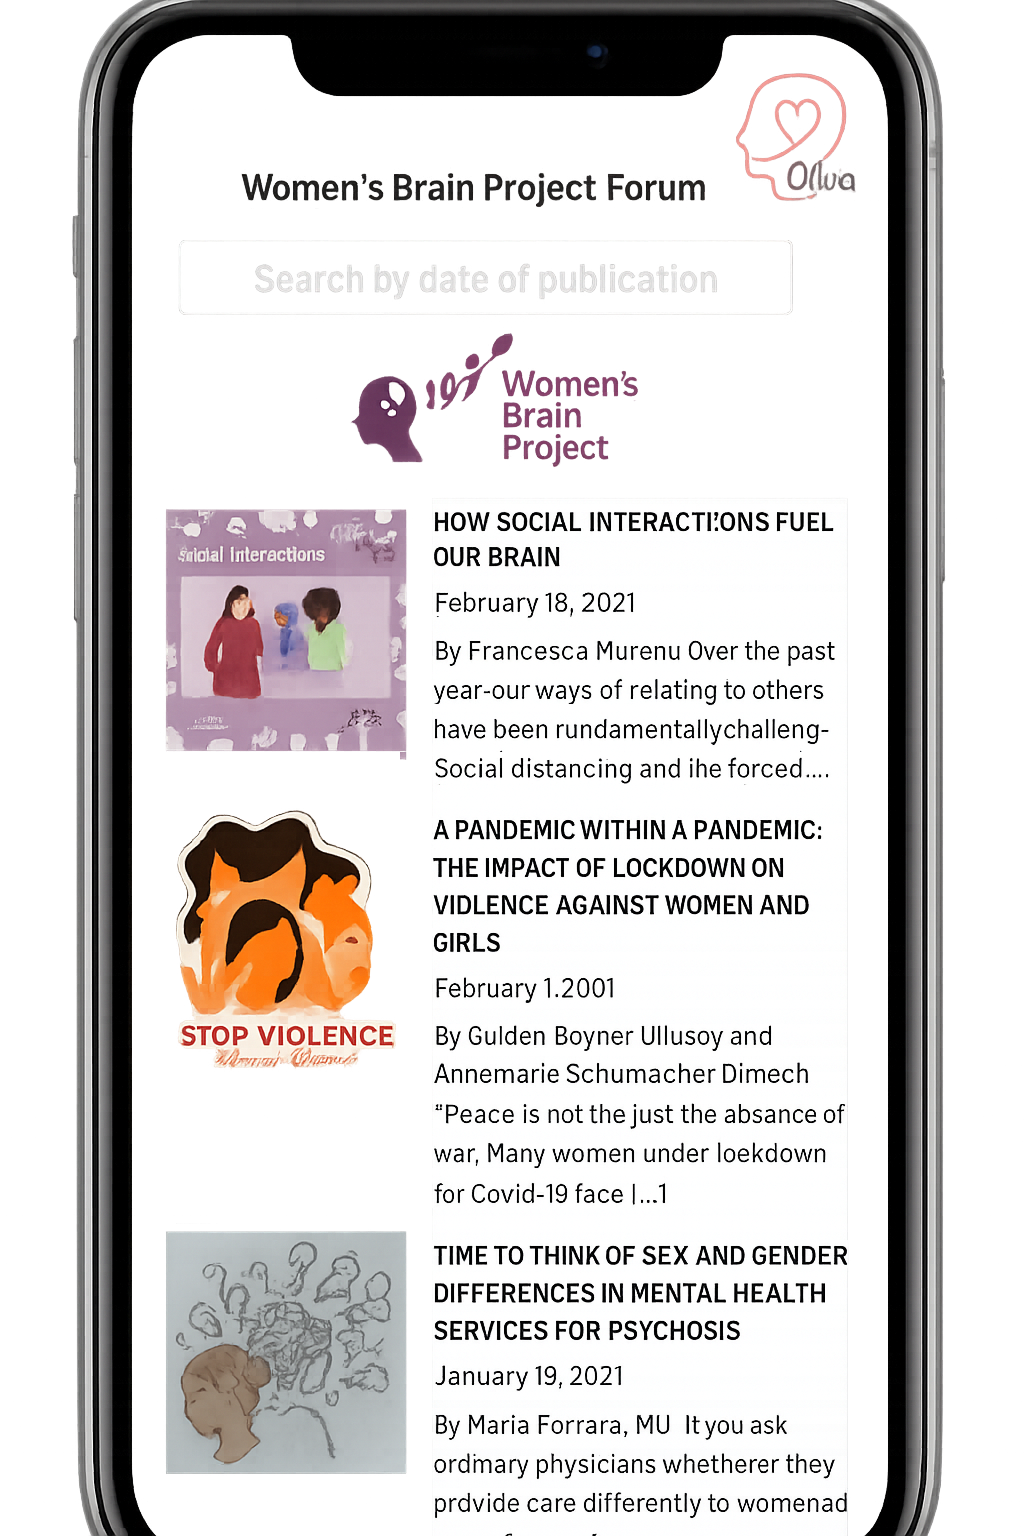 Women's Brain Project Forum
Search by date of publication
Women's
Brain
Project
Interactions
HOW SOCIAL INTERACTI'ONS FUEL
OUR BRAIN
February 18, 2021
By Francesca Murenu Over the past
year-our ways of relating to others
have been rundamentallychalleng-
Social distancing and ihe forced....
STOP VIOLENCE
A PANDEMIC WITHIN A PANDEMIC:
THE IMPACT OF LOCKDOWN ON
VIDLENCE AGAINST WOMEN AND
GIRLS
February 1.2001
By Gulden Boyner Ullusoy and
Annemarie Schumacher Dimech
"Peace is not the just the absance of
war, Many women under loekdown
for Covid-19 face |...1
TIME TO THINK OF SEX AND GENDER
DIFFERENCES IN MENTAL HEALTH
SERVICES FOR PSYCHOSIS
January 19, 2021
By Maria Forrara, MU It you ask
ordmary physicians whetherer they
prdvide care differently to womenad